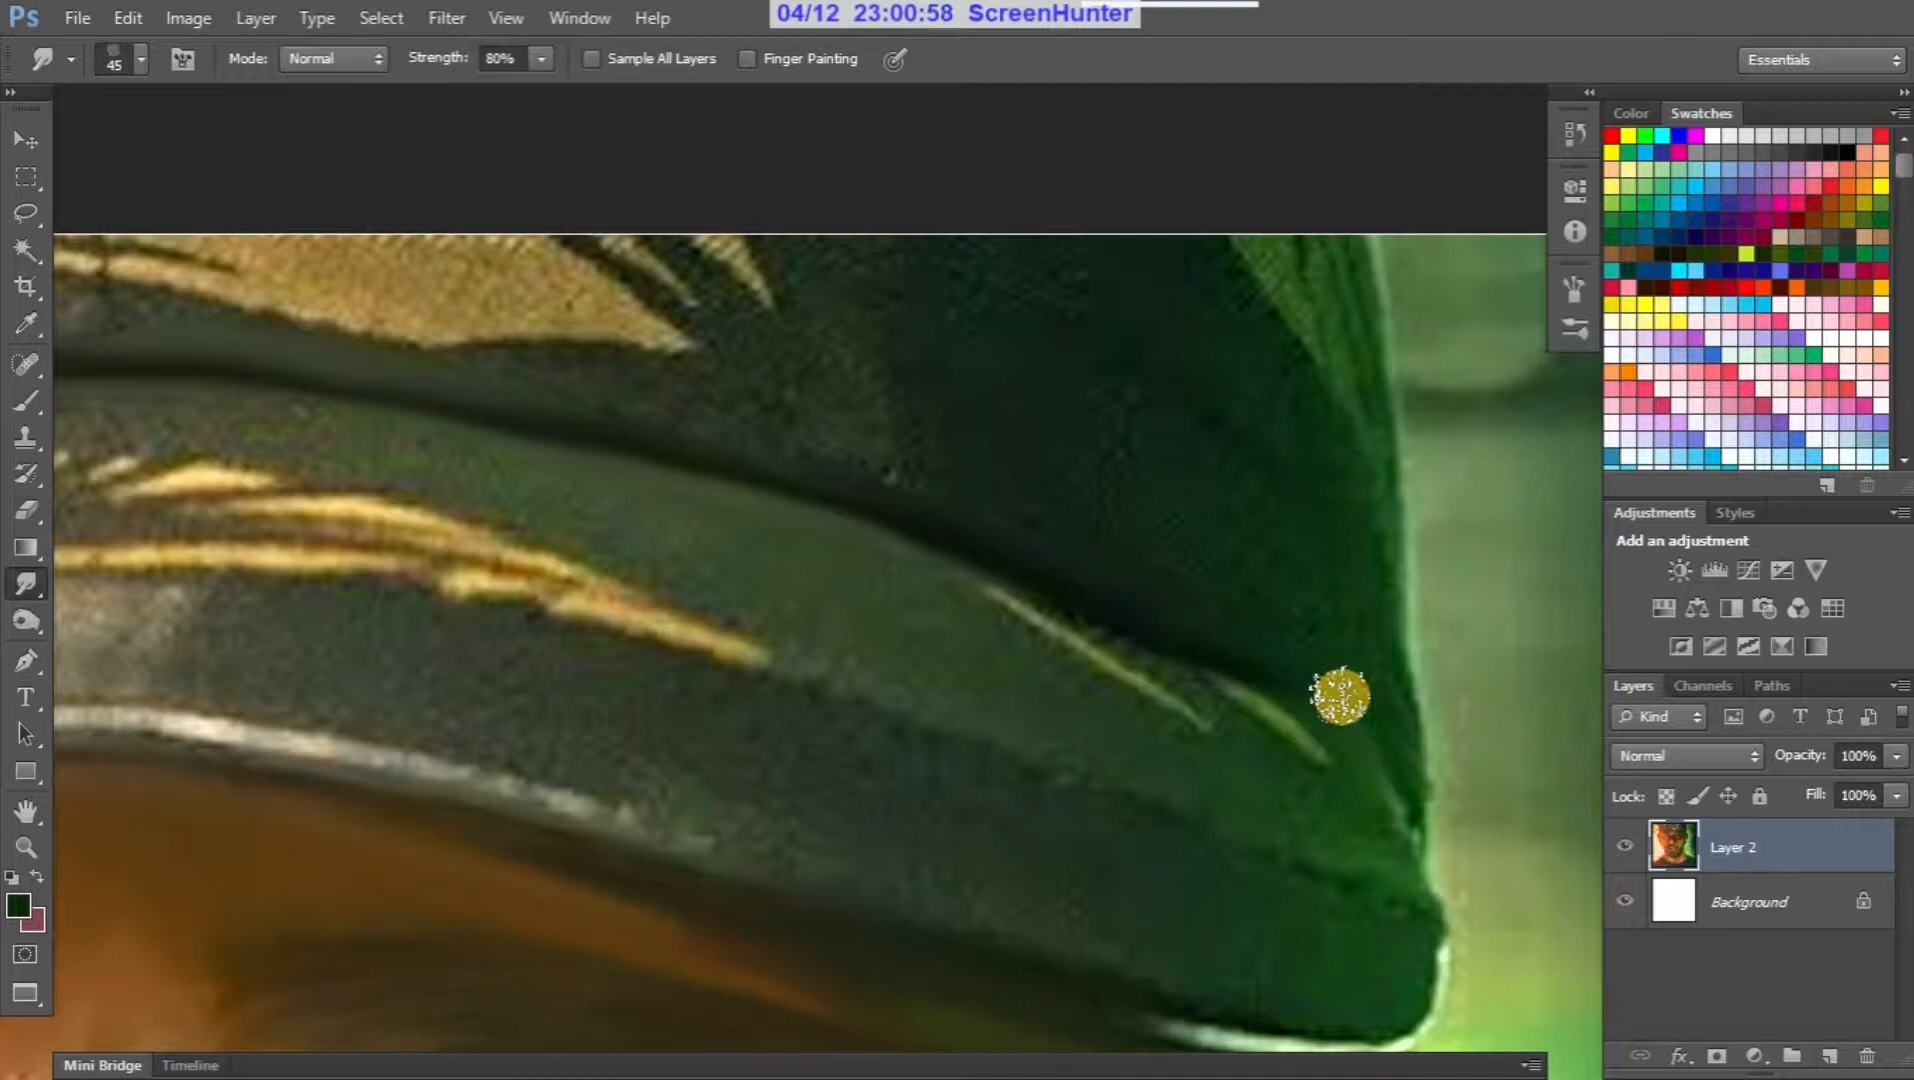 Ps File Edit Image Layer Type Select Filter View Window Help
04/12 23:00:58 ScreenHunter
45 Mode: Normal Strength: 80% Sample All Layers Finger Painting Essentials
Color Swatches
Adjustments Styles
Add an adjustment
Layers Channels Paths
Kind
Normal Opacity: 100%
Lock: Fill: 100%
Layer 2
Background
Mini Bridge Timeline